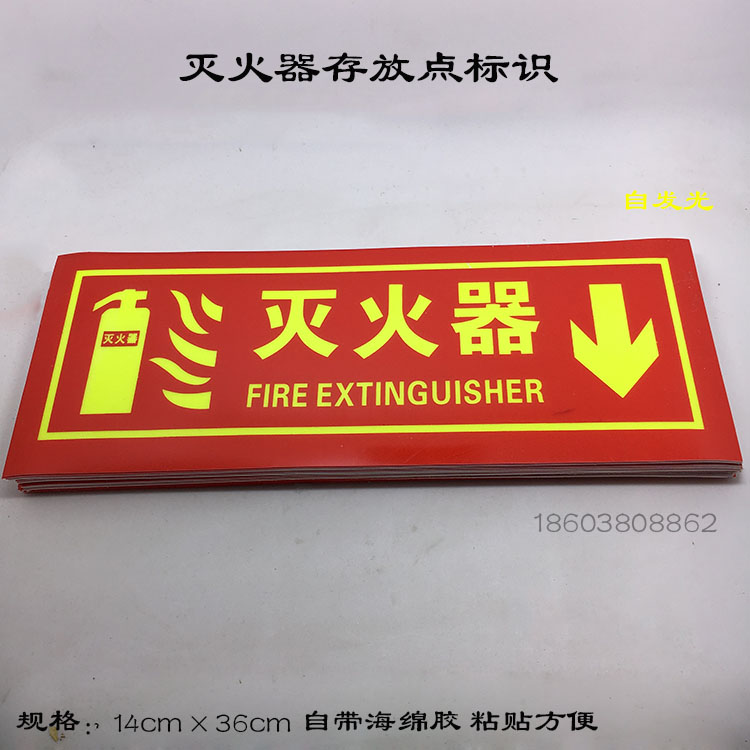 灭火器存放点标识
自发光
灭火器
灭火器
FIRE EXTINGUISHER
18603808862
规格：14cm×36cm 自带海绵胶 粘贴方便